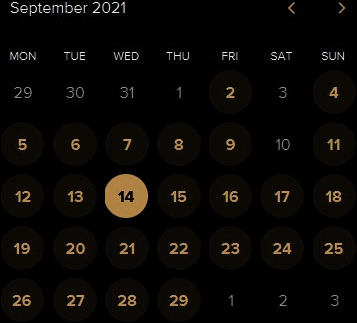 September 2021 < >
MON TUE WED THU FRI SAT SUN
29 30 31 1 2 3 4
5 6 7 8 9 10 11
12 13 14 15 16 17 18
19 20 21 22 23 24 25
26 27 28 29 1 2 3